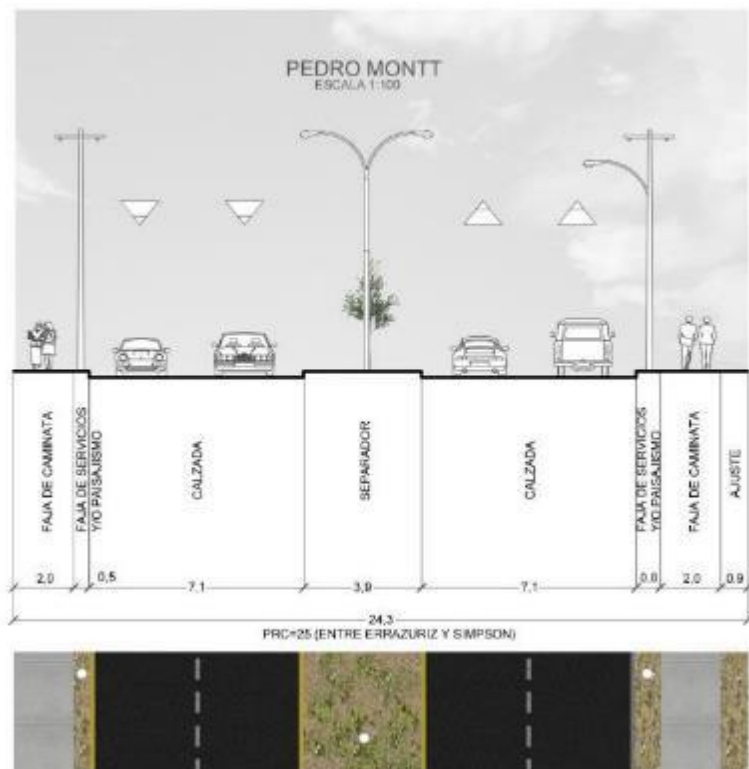 PEDRO MONTT
ESCALA 1:100
FAJA DE CAMINATA
FAJA DE SERVICIOS
Y/O PAISAJISMO
CALZADA
SEPARADOR
CALZADA
FAJA DE SERVICIOS
Y/O PAISAJISMO
FAJA DE CAMINATA
AJUSTE
2,0
0,5
7,1
3,9
7,1
0,8
2,0
0,9
24,3
PRC=25 (ENTRE ERRAZURIZ Y SIMPSON)